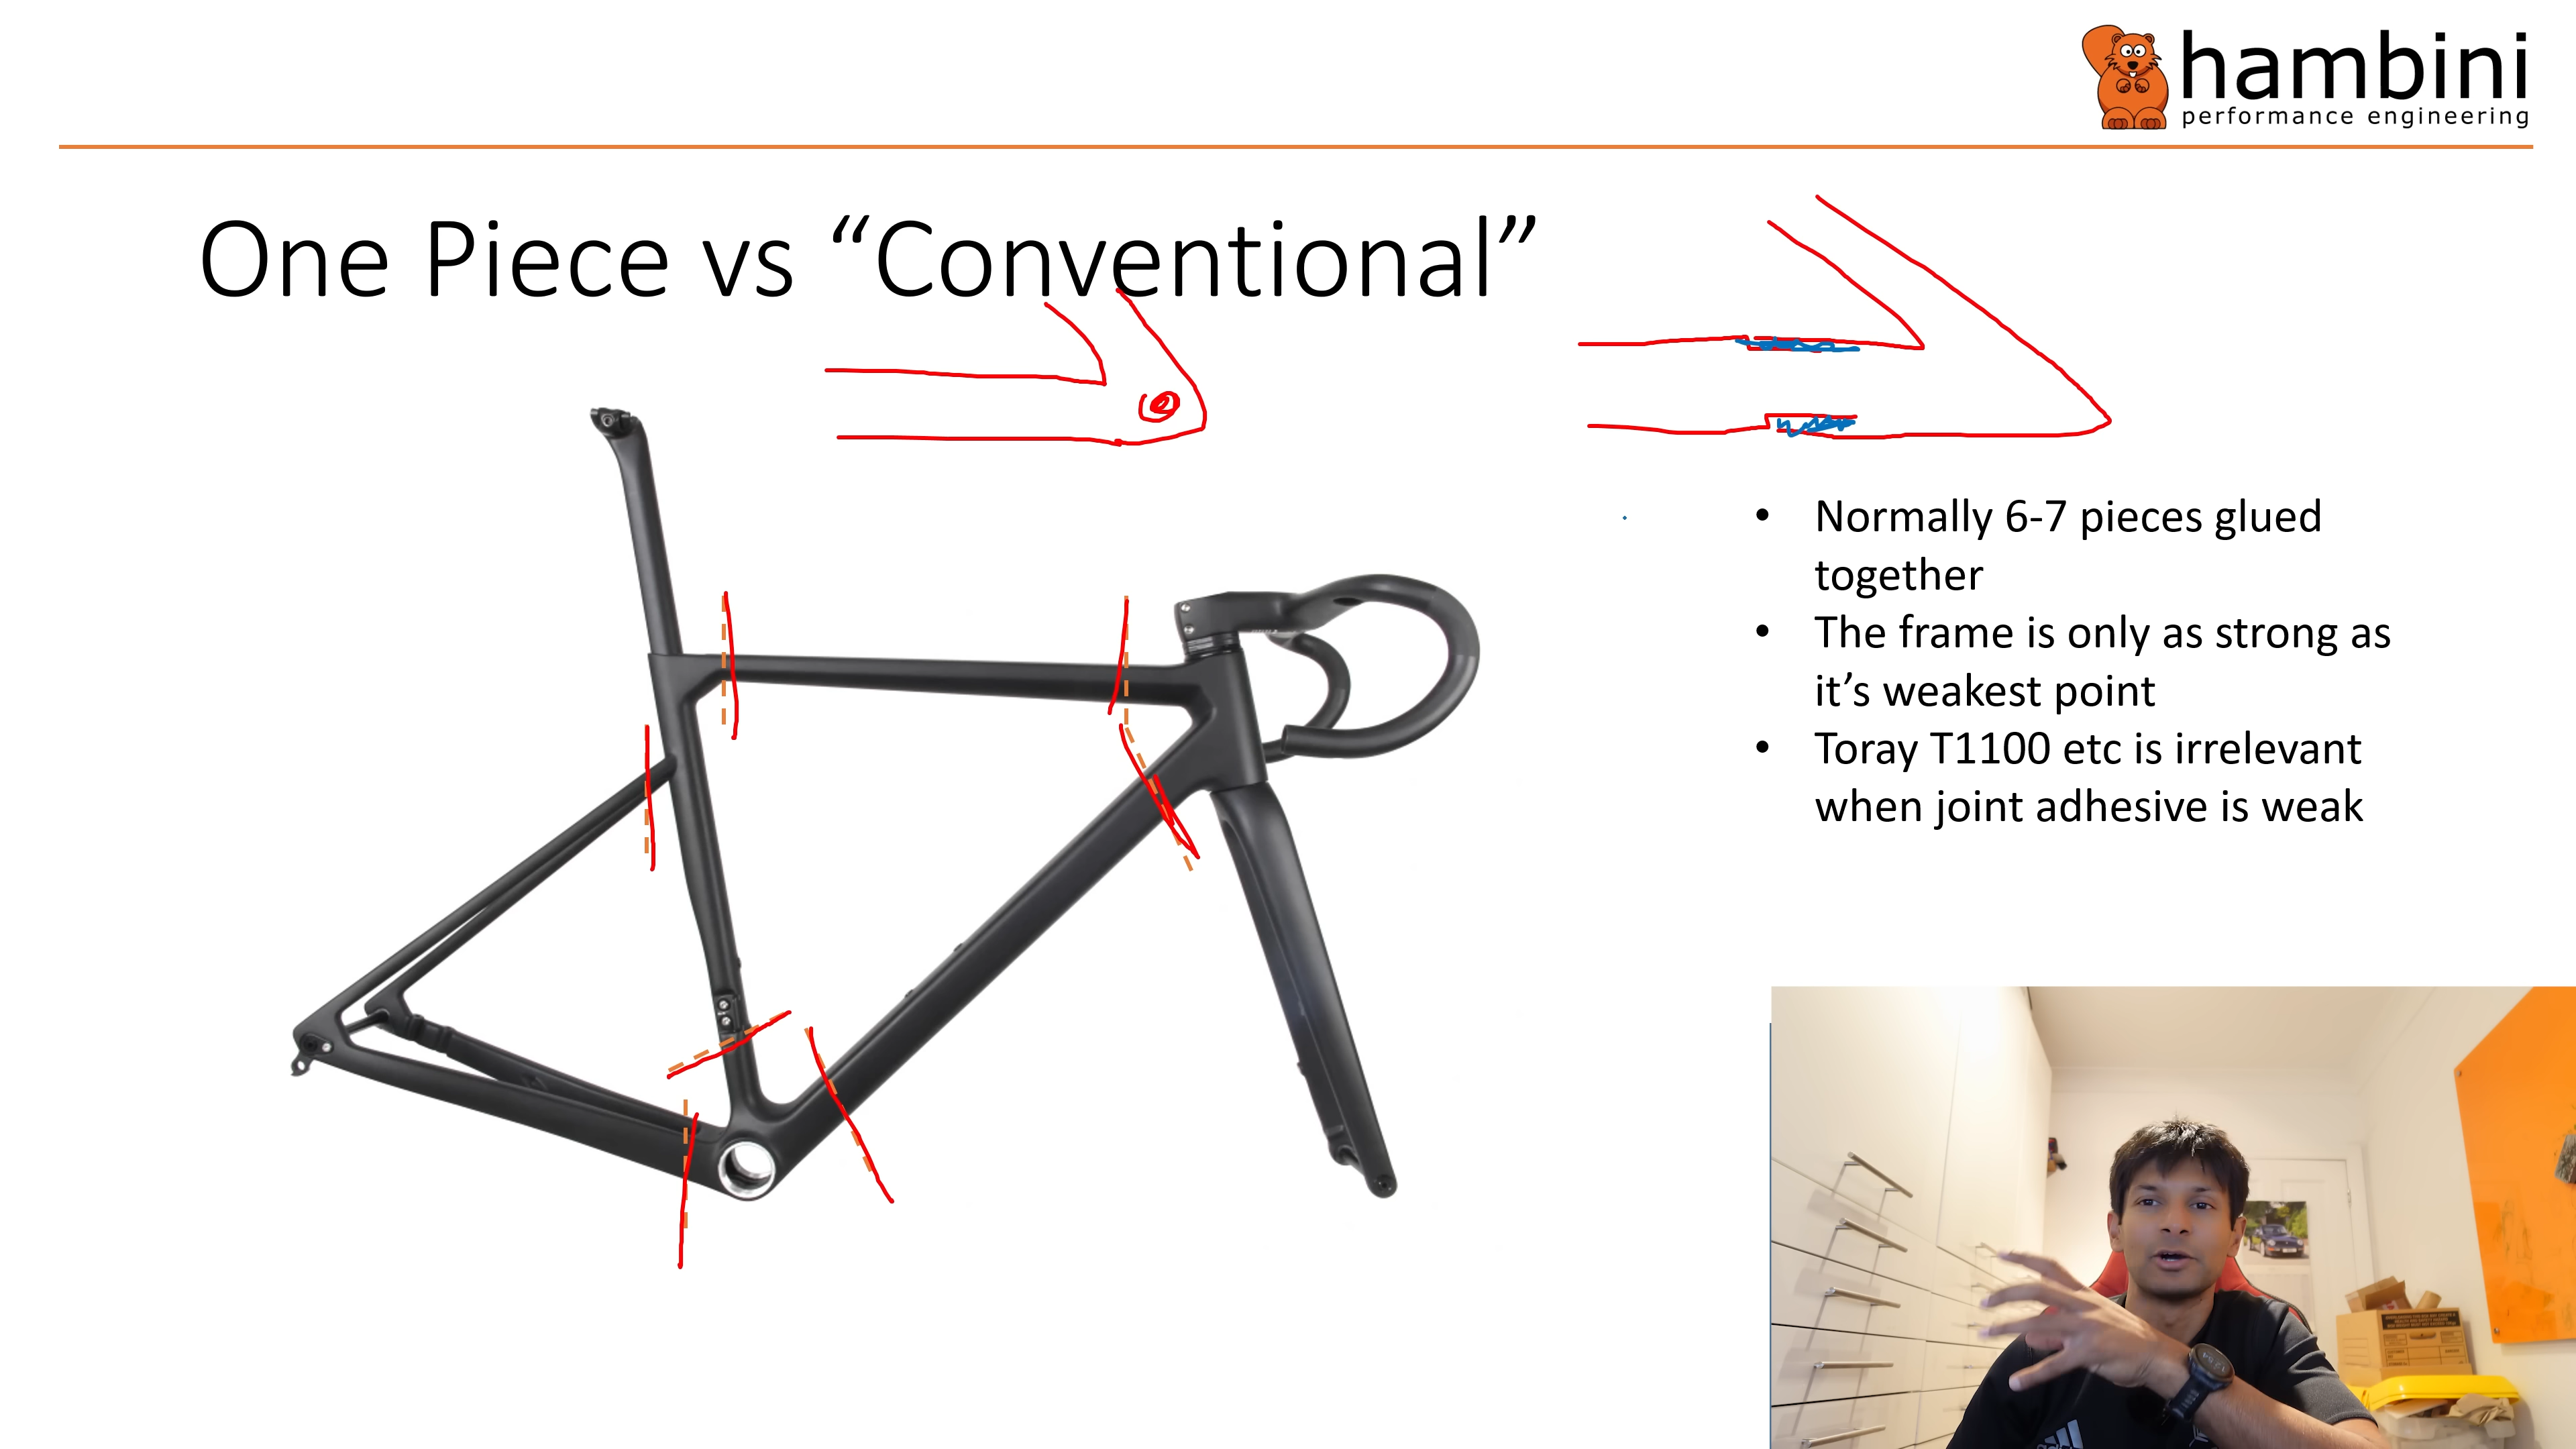 hambini
performance engineering
One Piece vs “Conventional”
• Normally 6-7 pieces glued
together
• The frame is only as strong as
it’s weakest point
• Toray T1100 etc is irrelevant
when joint adhesive is weak